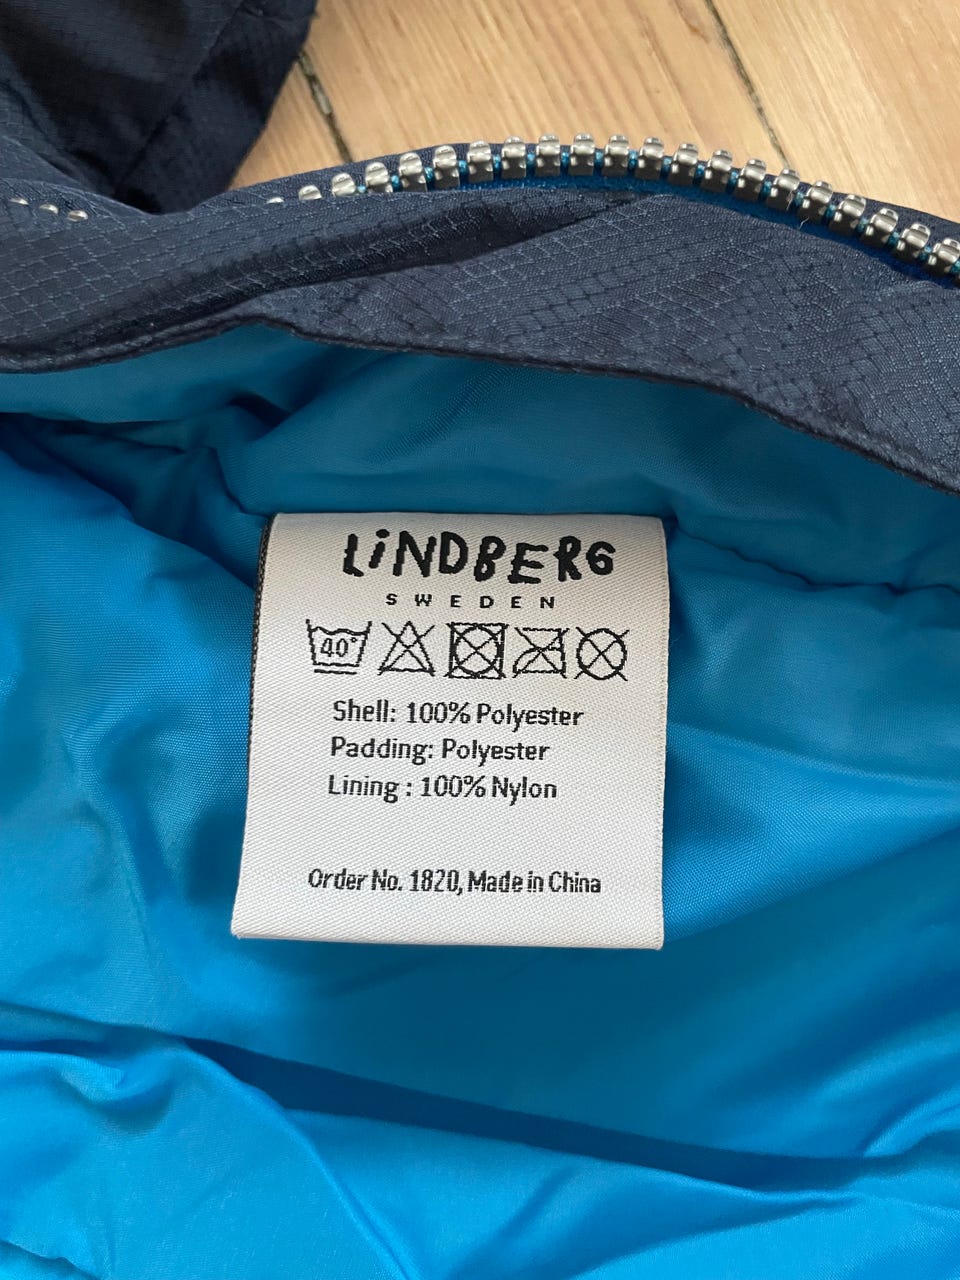 LiNDBERG
SWEDEN
40°
Shell: 100% Polyester
Padding: Polyester
Lining : 100% Nylon
Order No. 1820, Made in China